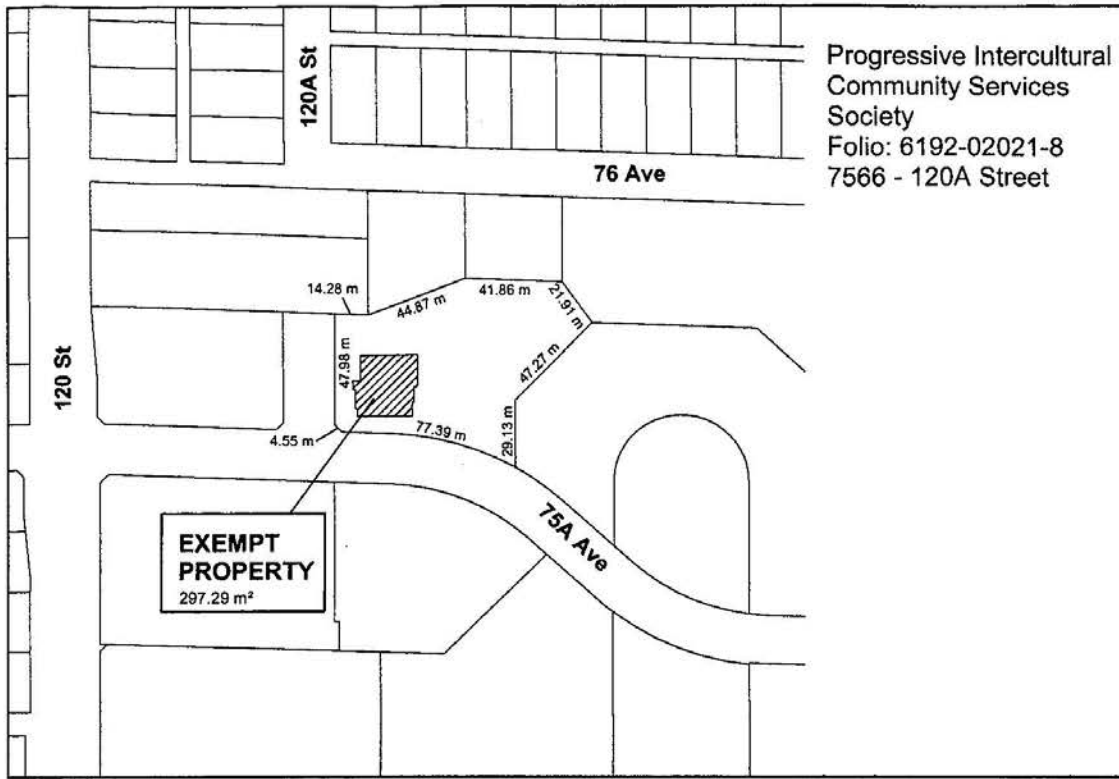 120A St
Progressive Intercultural
Community Services
Society
Folio: 6192-02021-8
7566 - 120A Street
76 Ave
14.28 m
44.87 m
41.86 m
21.91 m
120 St
47.98 m
47.27 m
4.55 m
77.39 m
29.13 m
75A Ave
EXEMPT
PROPERTY
297.29 m²